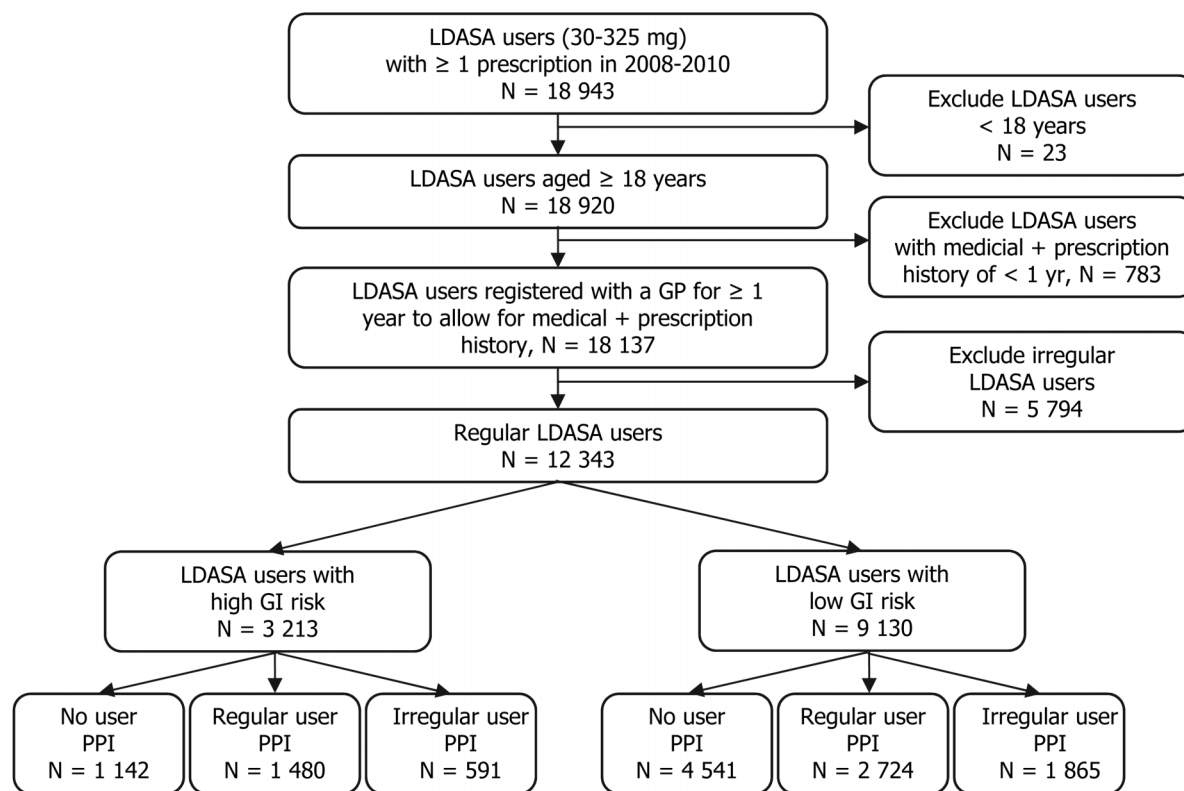 LDASA users (30-325 mg)
with ≥ 1 prescription in 2008-2010
N = 18 943
Exclude LDASA users
< 18 years
N = 23
LDASA users aged ≥ 18 years
N = 18 920
Exclude LDASA users
with medicial + prescription
history of < 1 yr, N = 783
LDASA users registered with a GP for ≥ 1
year to allow for medical + prescription
history, N = 18 137
Exclude irregular
LDASA users
N = 5 794
Regular LDASA users
N = 12 343
LDASA users with
high GI risk
N = 3 213
LDASA users with
low GI risk
N = 9 130
No user
PPI
N = 1 142
Regular user
PPI
N = 1 480
Irregular user
PPI
N = 591
No user
PPI
N = 4 541
Regular user
PPI
N = 2 724
Irregular user
PPI
N = 1 865